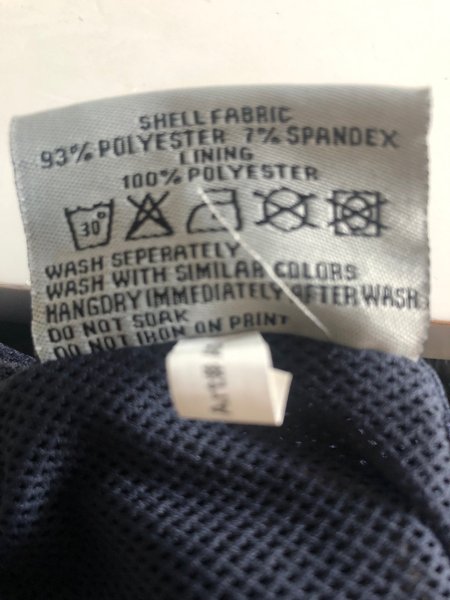 SHELL FABRIC
93% POLYESTER 7% SPANDEX
LINING
100% POLYESTER
30°
WASH SEPERATELY
WASH WITH SIMILAR COLORS
HANGDRY IMMEDIATELY AFTER WASH
DO NOT SOAK
DO NOT IRON ON PRINT